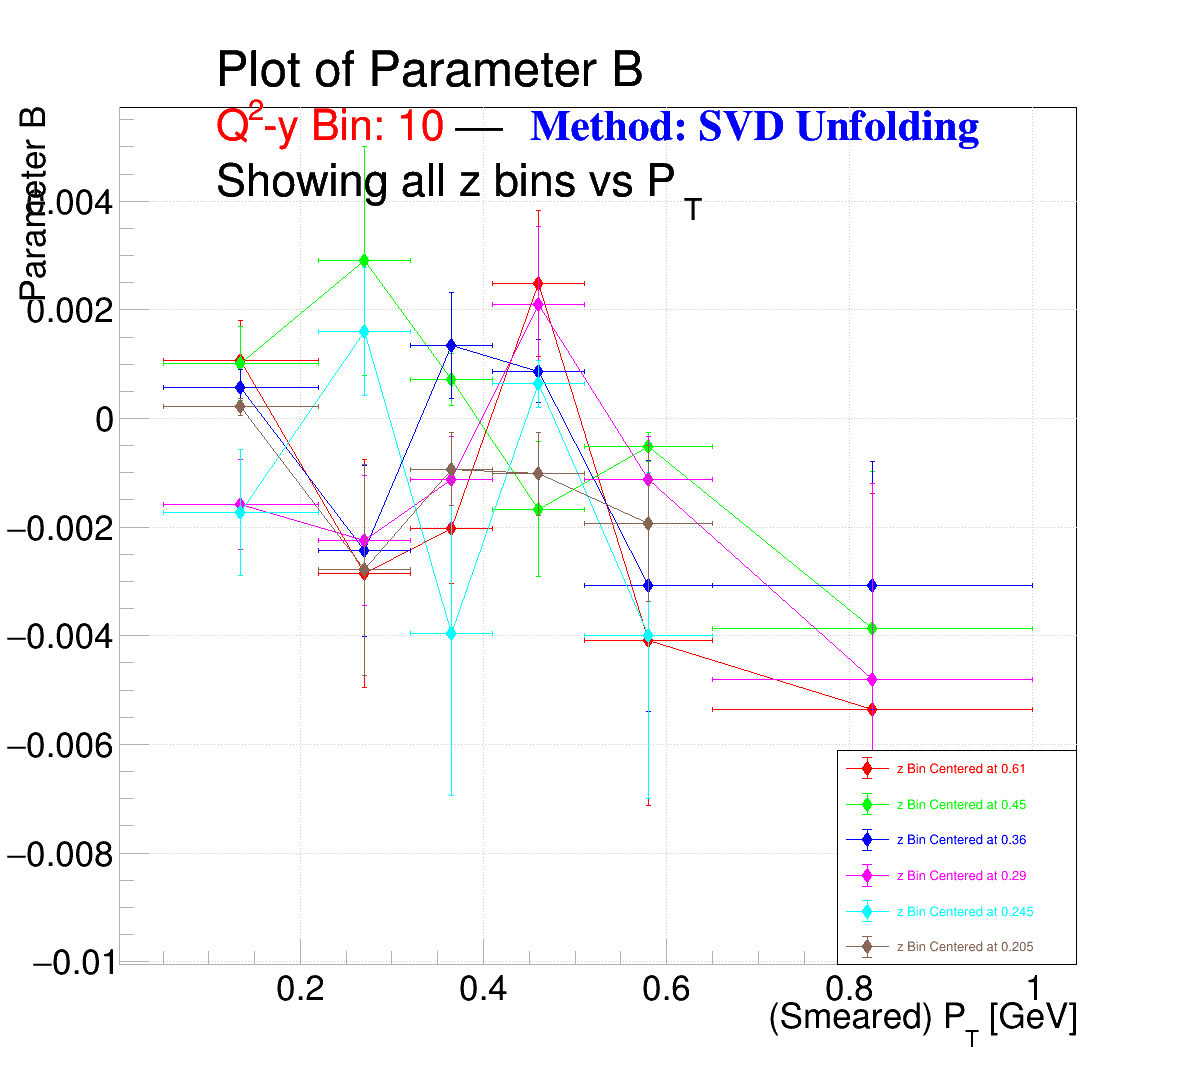 Plot of Parameter B
Q²-y Bin: 10 — Method: SVD Unfolding
Showing all z bins vs P_T
Parameter B
0.004
0.002
0
−0.002
−0.004
−0.006
−0.008
−0.01
z Bin Centered at 0.61
z Bin Centered at 0.45
z Bin Centered at 0.36
z Bin Centered at 0.29
z Bin Centered at 0.245
z Bin Centered at 0.205
0.2 0.4 0.6 0.8 1
(Smeared) P_T [GeV]